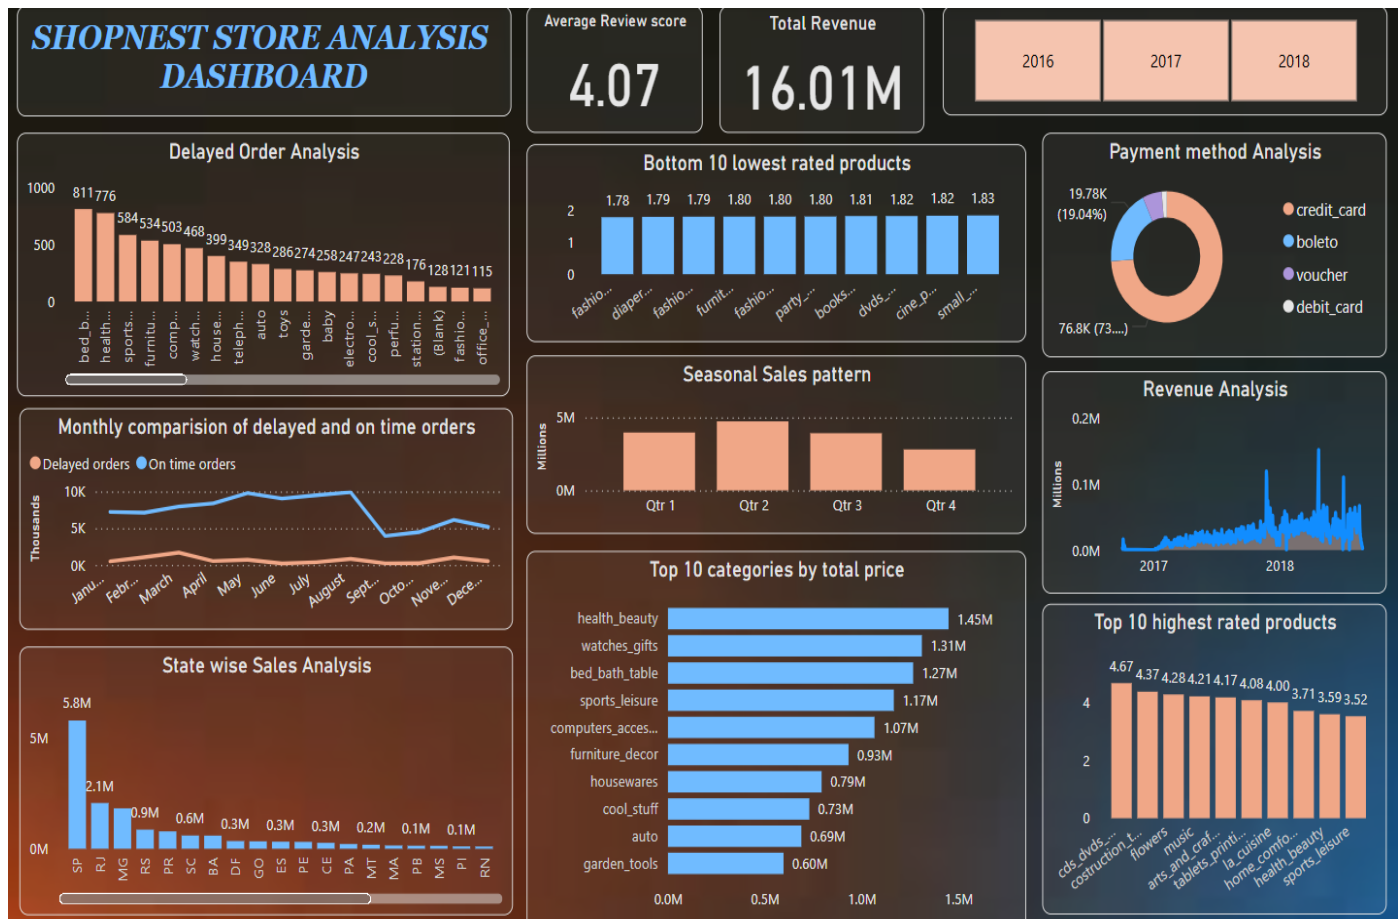 SHOPNEST STORE ANALYSIS
DASHBOARD
Average Review score
4.07
Total Revenue
16.01M
2016
2017
2018
Delayed Order Analysis
1000
500
0
811
776
584
534
503
468
399
349
328
286
274
258
247
243
228
176
128
121
115
bed_b...
health...
sports...
furnitu...
comp...
watch...
house...
teleph...
auto
toys
garde...
baby
electro...
cool_s...
perfu...
station...
(Blank)
fashio...
office_...
Bottom 10 lowest rated products
2
1
0
1.78
1.79
1.79
1.80
1.80
1.80
1.81
1.82
1.82
1.83
fashio...
diaper...
fashio...
furnit...
fashio...
party_...
books...
dvds_...
cine_p...
small_...
Payment method Analysis
19.78K
(19.04%)
76.8K (73....)
credit_card
boleto
voucher
debit_card
Monthly comparision of delayed and on time orders
Delayed orders
On time orders
Thousands
10K
5K
0K
Janu...
Febr...
March
April
May
June
July
August
Sept...
Octo...
Nove...
Dece...
Seasonal Sales pattern
Millions
5M
0M
Qtr 1
Qtr 2
Qtr 3
Qtr 4
Revenue Analysis
Millions
0.2M
0.1M
0.0M
2017
2018
State wise Sales Analysis
5M
0M
5.8M
2.1M
0.9M
0.6M
0.3M
0.3M
0.3M
0.2M
0.1M
0.1M
SP
RJ
MG
RS
PR
SC
BA
DF
GO
ES
PE
CE
PA
MT
MA
PB
MS
PI
RN
Top 10 categories by total price
health_beauty
1.45M
watches_gifts
1.31M
bed_bath_table
1.27M
sports_leisure
1.17M
computers_acces...
1.07M
furniture_decor
0.93M
housewares
0.79M
cool_stuff
0.73M
auto
0.69M
garden_tools
0.60M
0.0M
0.5M
1.0M
1.5M
Top 10 highest rated products
4
2
0
4.67
4.37
4.28
4.21
4.17
4.08
4.00
3.71
3.59
3.52
cds_dvds_...
costruction_t...
flowers
music
arts_and_craf...
tablets_printi...
la_cuisine
home_comfo...
health_beauty
sports_leisure